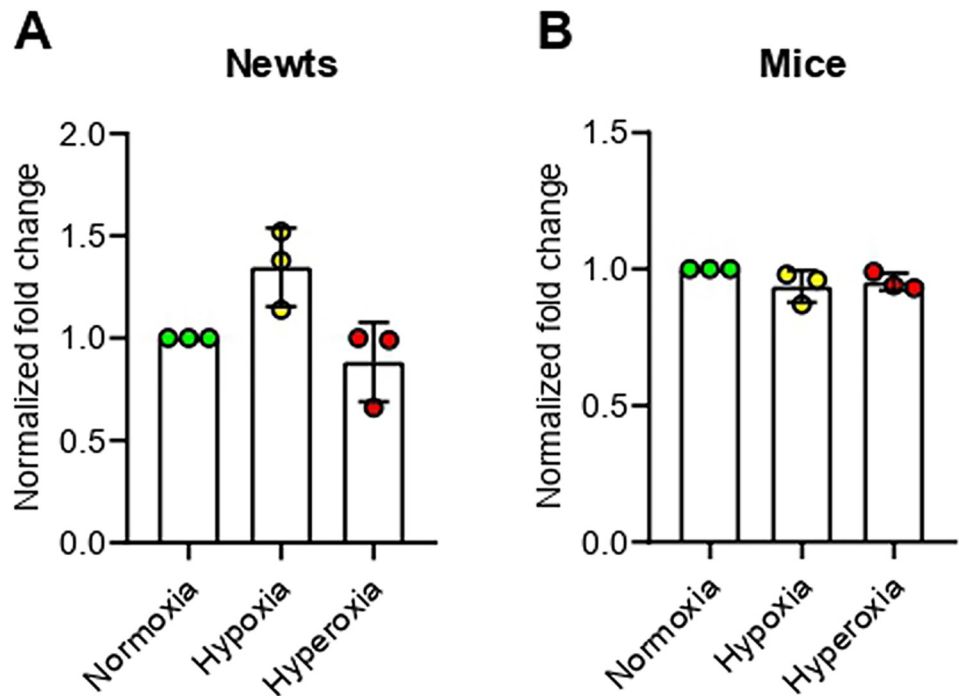 A
Newts
Normalized fold change
2.0
1.5
1.0
0.5
0.0
Normoxia
Hypoxia
Hyperoxia
B
Mice
Normalized fold change
1.5
1.0
0.5
0.0
Normoxia
Hypoxia
Hyperoxia